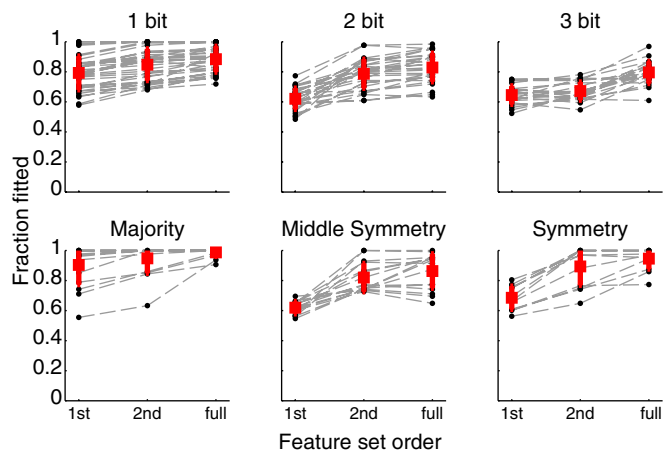 1 bit 2 bit 3 bit
1
0.8
0.6
0.4
0.2
0
Fraction fitted
Majority Middle Symmetry Symmetry
1
0.8
0.6
0.4
0.2
0
1st 2nd full 1st 2nd full 1st 2nd full
Feature set order